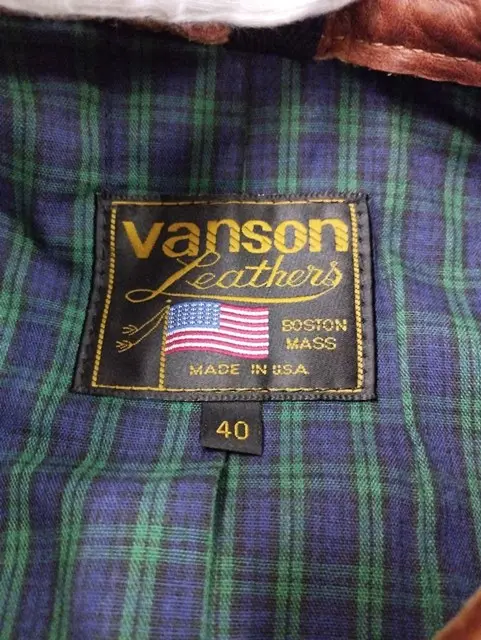 vanson
Leathers
BOSTON
MASS
MADE IN U.S.A.
40